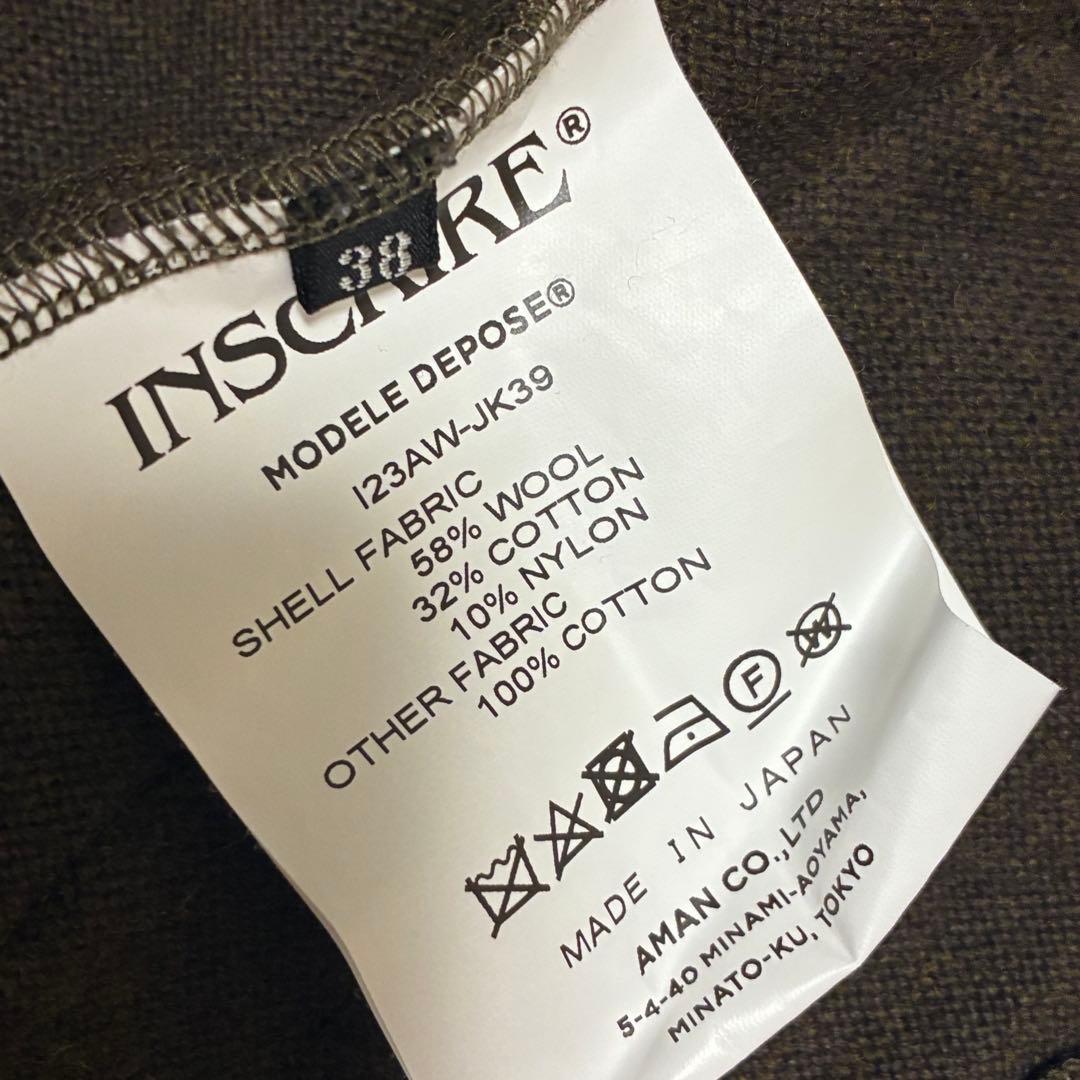 38
INSCRIRE®
MODELE DEPOSE®
I23AW-JK39
SHELL FABRIC
58% WOOL
32% COTTON
10% NYLON
OTHER FABRIC
100% COTTON
F
W
MADE IN JAPAN
AMAN CO.,LTD
5-4-40 MINAMI-AOYAMA,
MINATO-KU, TOKYO